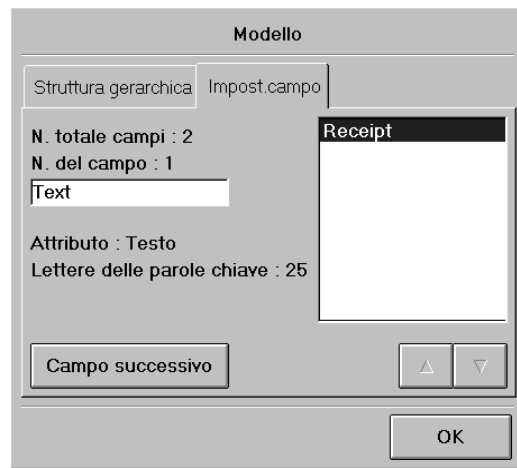 Modello
Struttura gerarchica
Impost.campo
N. totale campi : 2
N. del campo : 1
Text
Attributo : Testo
Lettere delle parole chiave : 25
Receipt
Campo successivo
OK